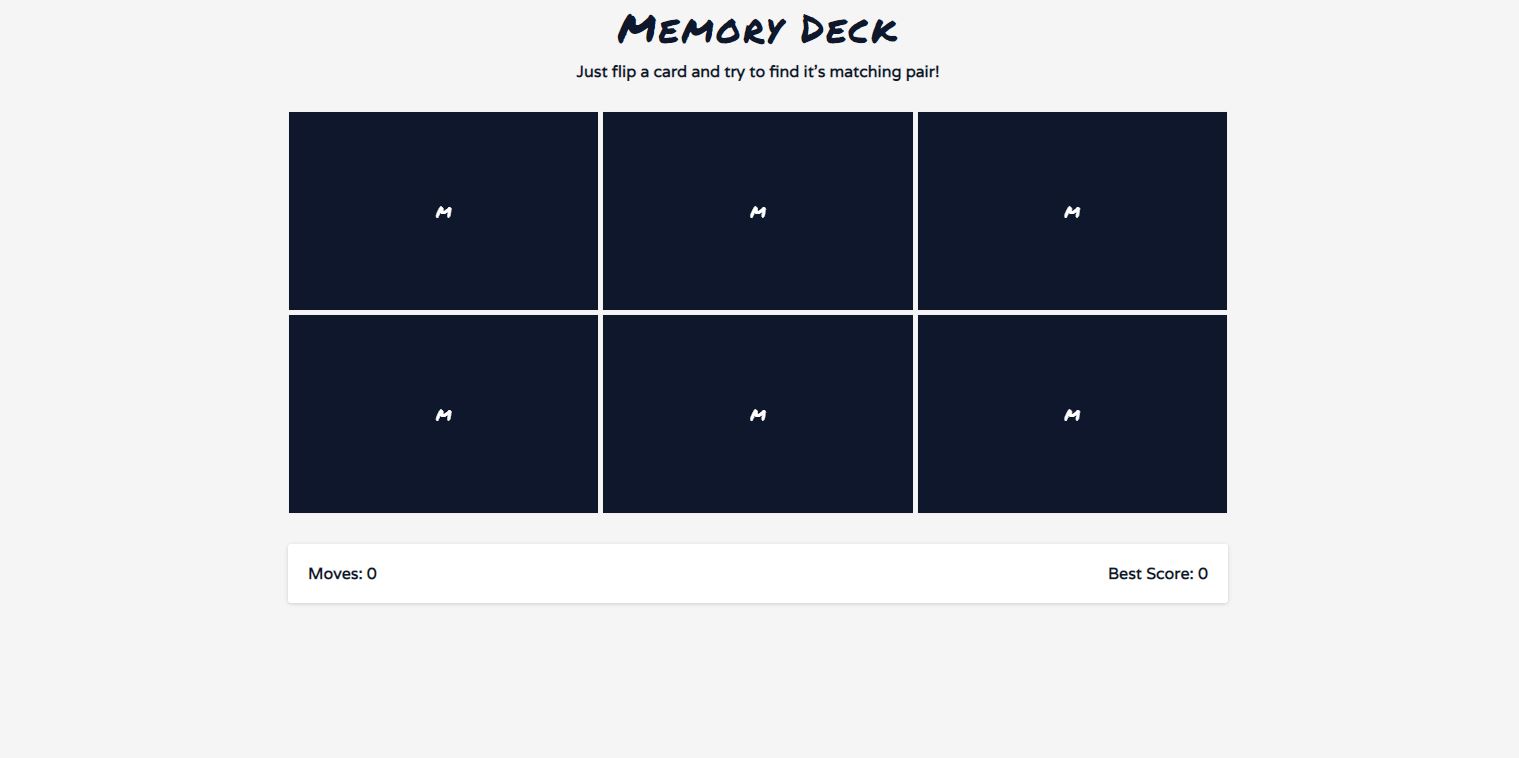 Memory Deck
Just flip a card and try to find it's matching pair!
M M M
M M M
Moves: 0 Best Score: 0